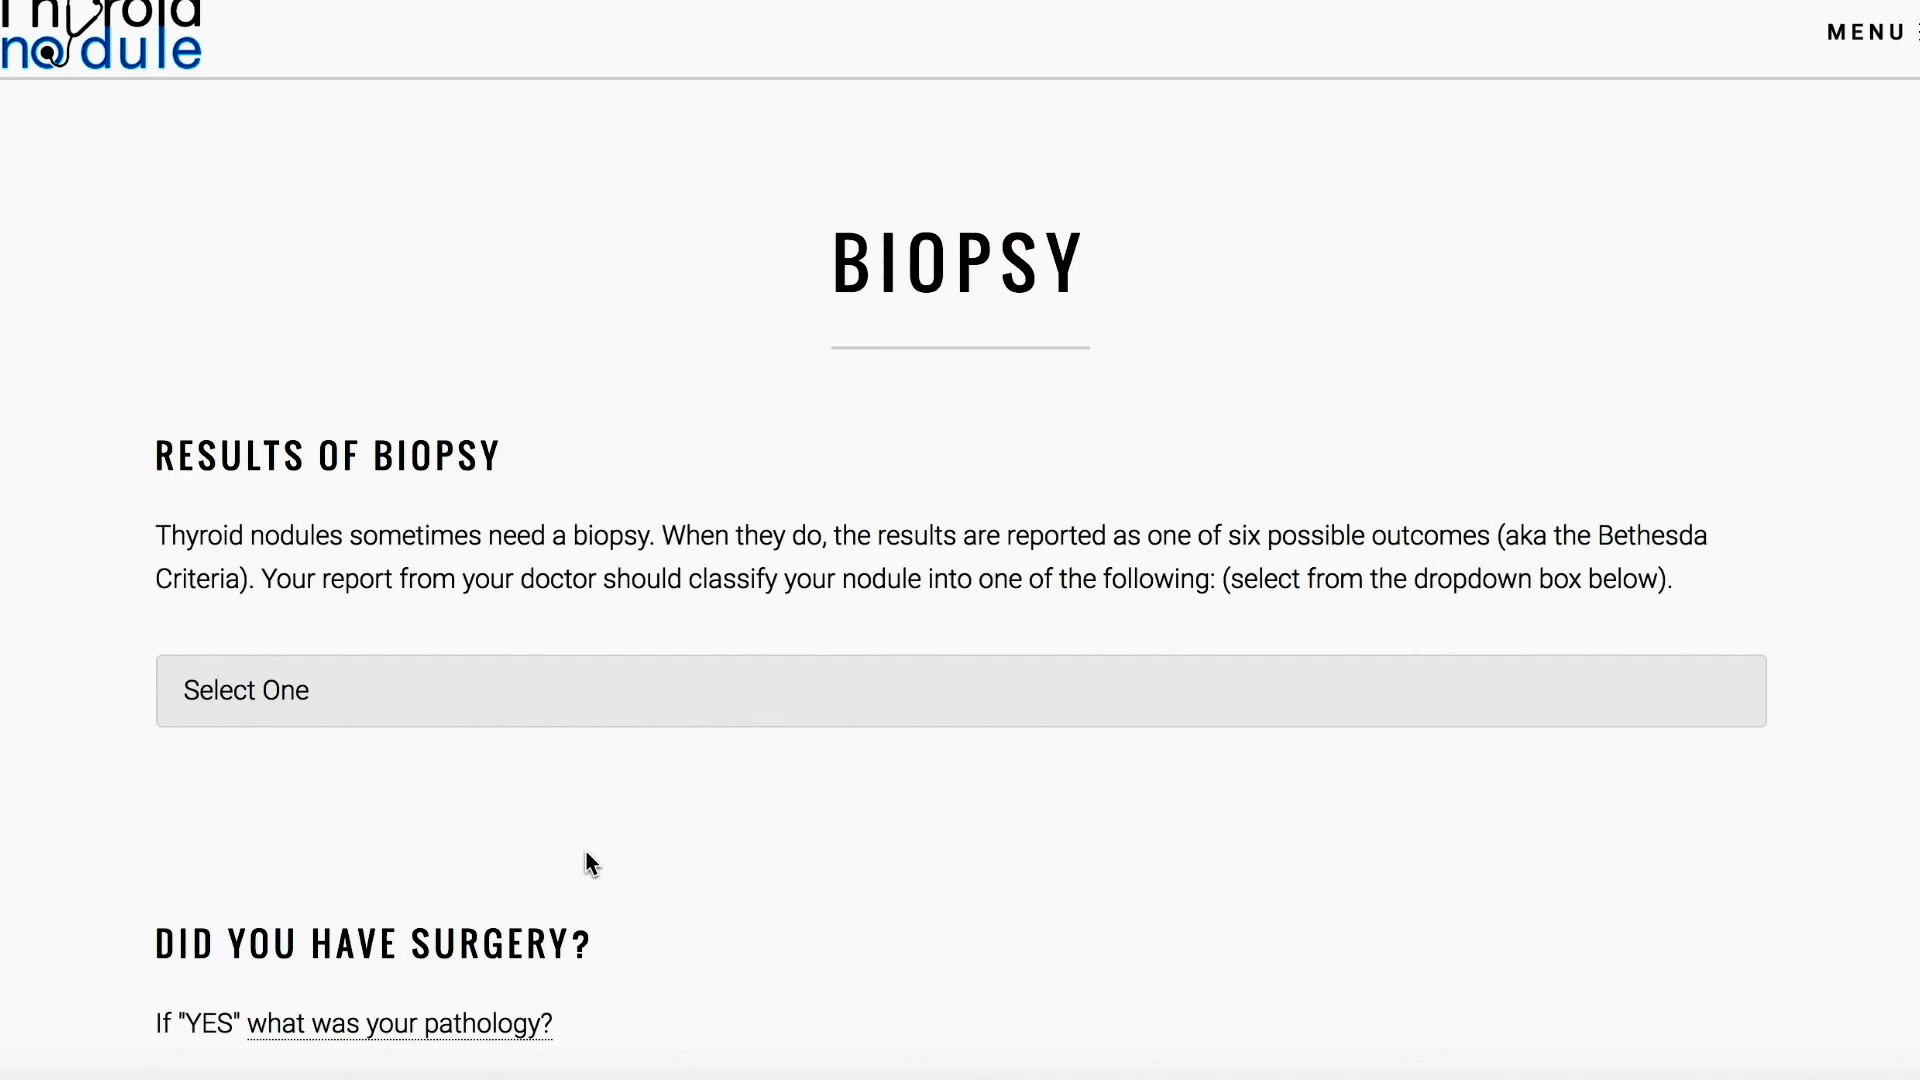 Thyroid
nodule
MENU
BIOPSY
RESULTS OF BIOPSY
Thyroid nodules sometimes need a biopsy. When they do, the results are reported as one of six possible outcomes (aka the Bethesda
Criteria). Your report from your doctor should classify your nodule into one of the following: (select from the dropdown box below).
Select One
DID YOU HAVE SURGERY?
If "YES" what was your pathology?